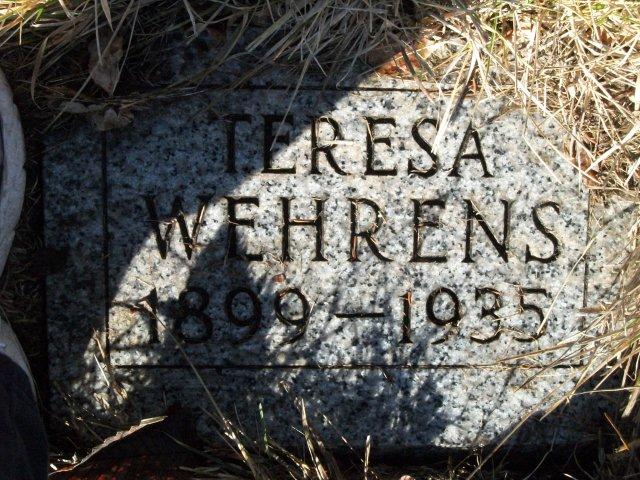 TERESA
WEHRENS
1899 – 1935